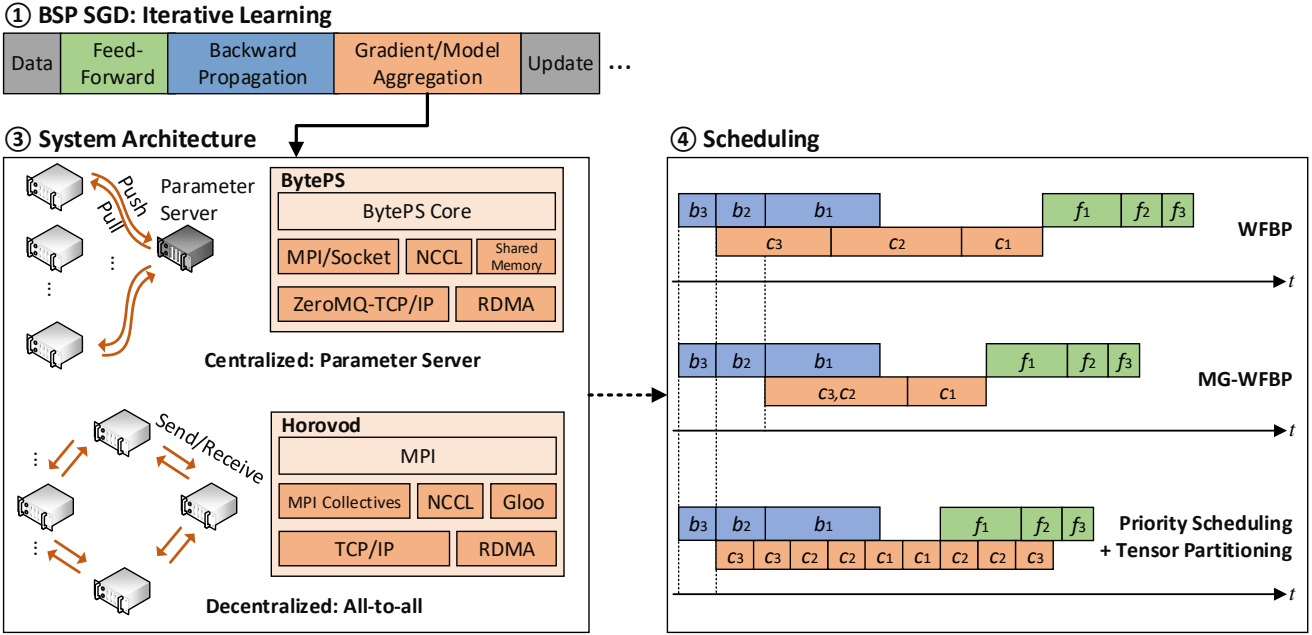 ① BSP SGD: Iterative Learning
Data
Feed-
Forward
Backward
Propagation
Gradient/Model
Aggregation
Update
...
③ System Architecture
Push
Pull
Parameter
Server
...
...
BytePS
BytePS Core
MPI/Socket
NCCL
Shared
Memory
ZeroMQ-TCP/IP
RDMA
Centralized: Parameter Server
Send/Receive
...
...
Horovod
MPI
MPI Collectives
NCCL
Gloo
TCP/IP
RDMA
Decentralized: All-to-all
④ Scheduling
b3 b2 b1 f1 f2 f3
c3 c2 c1
WFBP
t
b3 b2 b1 f1 f2 f3
c3,c2 c1
MG-WFBP
t
b3 b2 b1 f1 f2 f3
c3 c3 c2 c2 c1 c1 c2 c2 c3
Priority Scheduling
+ Tensor Partitioning
t